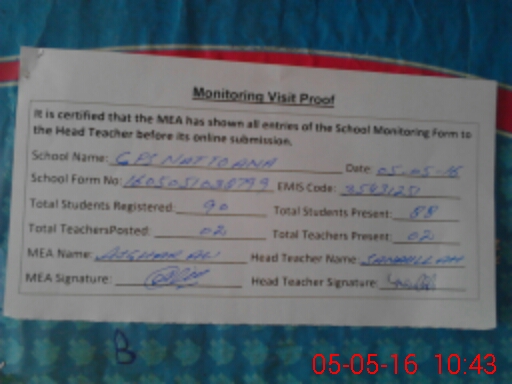 Monitoring Visit Proof
It is certified that the MEA has shown all entries of the School Monitoring Form to
the Head Teacher before its online submission.
School Name: GPS NATTOANA Date: 05-05-16
School Form No: EMIS Code:
Total Students Registered: 90 Total Students Present: 88
Total TeachersPosted: 02 Total Teachers Present: 02
MEA Name: Head Teacher Name: SANAULLAH
MEA Signature: Head Teacher Signature:
B
05-05-16 10:43